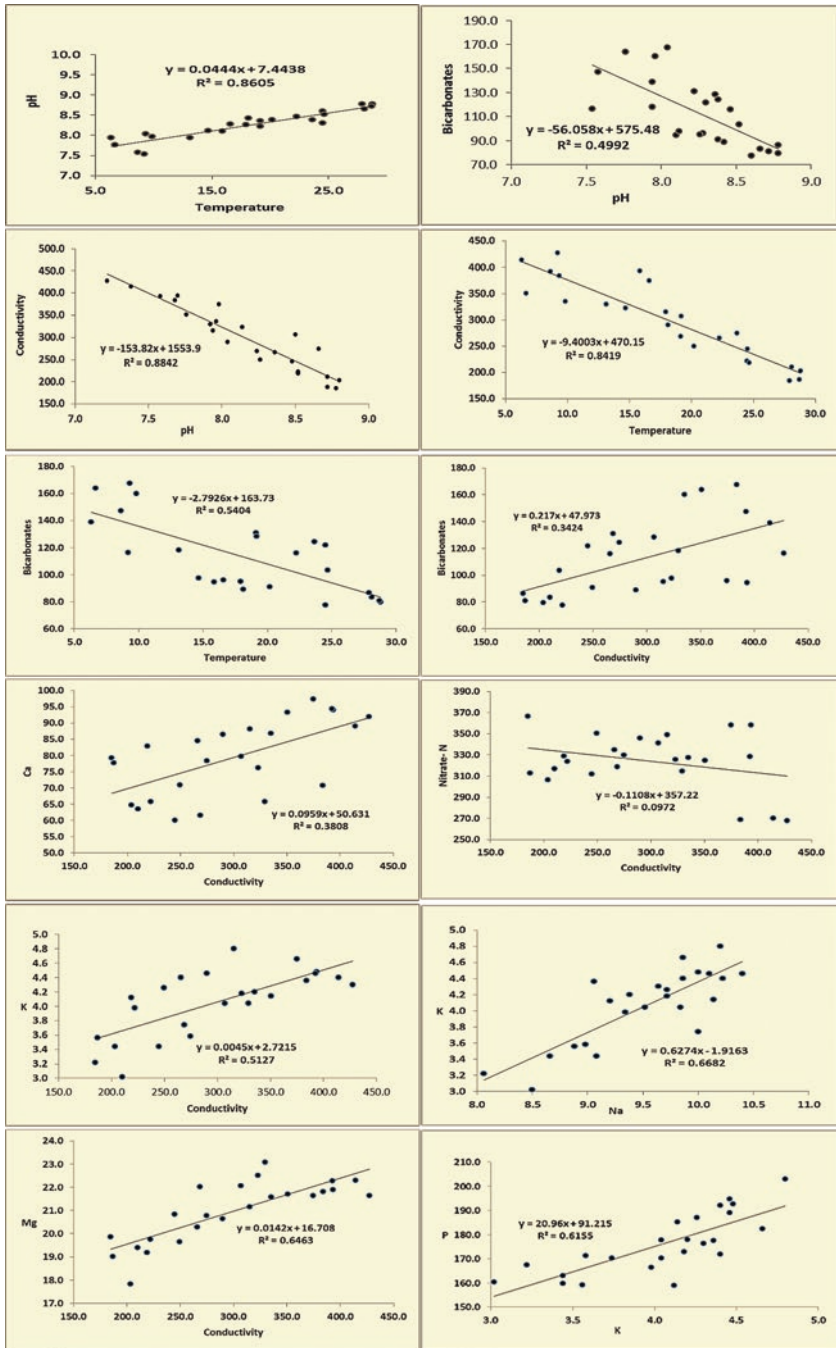 10.0
9.5
9.0
8.5
8.0
7.5
7.0
pH
y = 0.0444x + 7.4438
R² = 0.8605
5.0 15.0 25.0
Temperature
190.0
170.0
150.0
130.0
110.0
90.0
70.0
Bicarbonates
y = -56.058x + 575.48
R² = 0.4992
7.0 7.5 8.0 8.5 9.0
pH
500.0
450.0
400.0
350.0
300.0
250.0
200.0
150.0
Conductivity
y = -153.82x + 1553.9
R² = 0.8842
7.0 7.5 8.0 8.5 9.0
pH
450.0
400.0
350.0
300.0
250.0
200.0
150.0
Conductivity
y = -9.4003x + 470.15
R² = 0.8419
5.0 10.0 15.0 20.0 25.0 30.0
Temperature
180.0
160.0
140.0
120.0
100.0
80.0
60.0
Bicarbonates
y = -2.7926x + 163.73
R² = 0.5404
5.0 10.0 15.0 20.0 25.0 30.0
Temperature
180.0
160.0
140.0
120.0
100.0
80.0
60.0
Bicarbonates
y = 0.217x + 47.973
R² = 0.3424
150.0 200.0 250.0 300.0 350.0 400.0 450.0
Conductivity
100.0
95.0
90.0
85.0
80.0
75.0
70.0
65.0
60.0
55.0
50.0
Ca
y = 0.0959x + 50.631
R² = 0.3808
150.0 200.0 250.0 300.0 350.0 400.0 450.0
Conductivity
390.0
370.0
350.0
330.0
310.0
290.0
270.0
250.0
Nitrate- N
y = -0.1108x + 357.22
R² = 0.0972
150.0 200.0 250.0 300.0 350.0 400.0 450.0
Conductivity
5.0
4.8
4.6
4.4
4.2
4.0
3.8
3.6
3.4
3.2
3.0
K
y = 0.0045x + 2.7215
R² = 0.5127
150.0 200.0 250.0 300.0 350.0 400.0 450.0
Conductivity
5.0
4.8
4.6
4.4
4.2
4.0
3.8
3.6
3.4
3.2
3.0
K
y = 0.6274x - 1.9163
R² = 0.6682
8.0 8.5 9.0 9.5 10.0 10.5 11.0
Na
24.0
23.0
22.0
21.0
20.0
19.0
18.0
17.0
Mg
y = 0.0142x + 16.708
R² = 0.6463
150.0 200.0 250.0 300.0 350.0 400.0 450.0
Conductivity
210.0
200.0
190.0
180.0
170.0
160.0
150.0
P
y = 20.96x + 91.215
R² = 0.6155
3.0 3.5 4.0 4.5 5.0
K